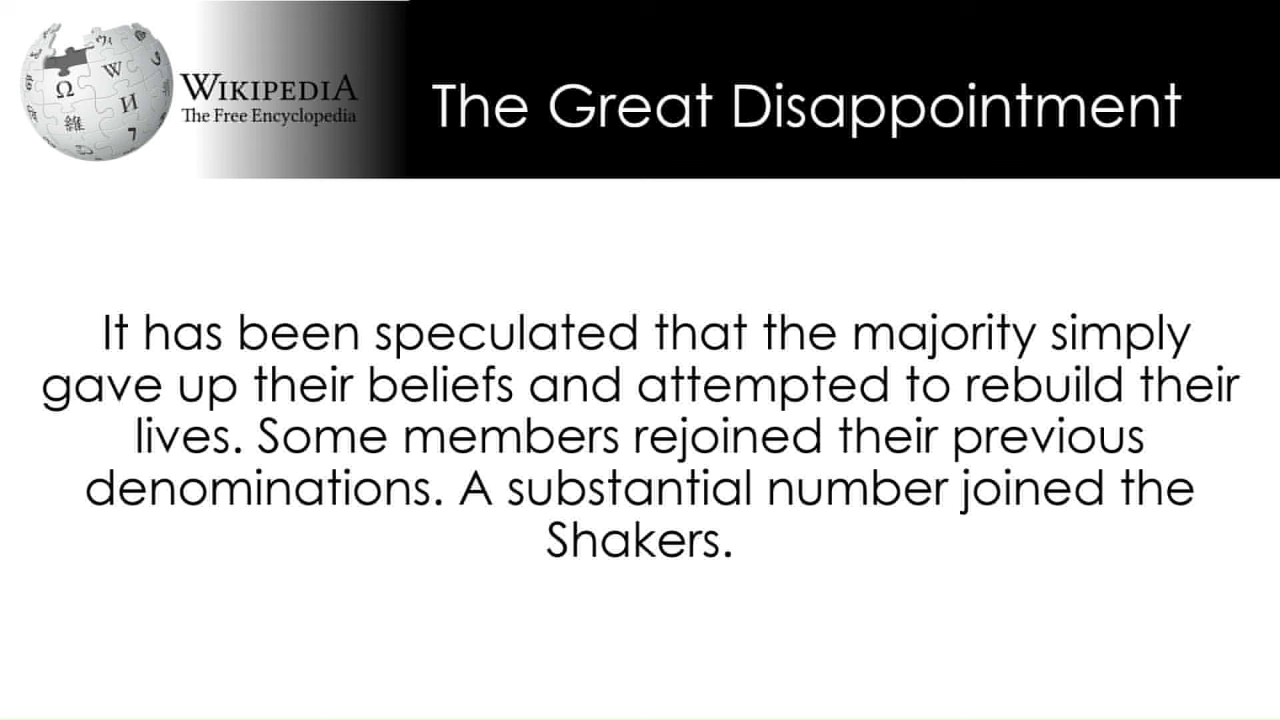 WIKIPEDIA
The Free Encyclopedia
The Great Disappointment
It has been speculated that the majority simply
gave up their beliefs and attempted to rebuild their
lives. Some members rejoined their previous
denominations. A substantial number joined the
Shakers.